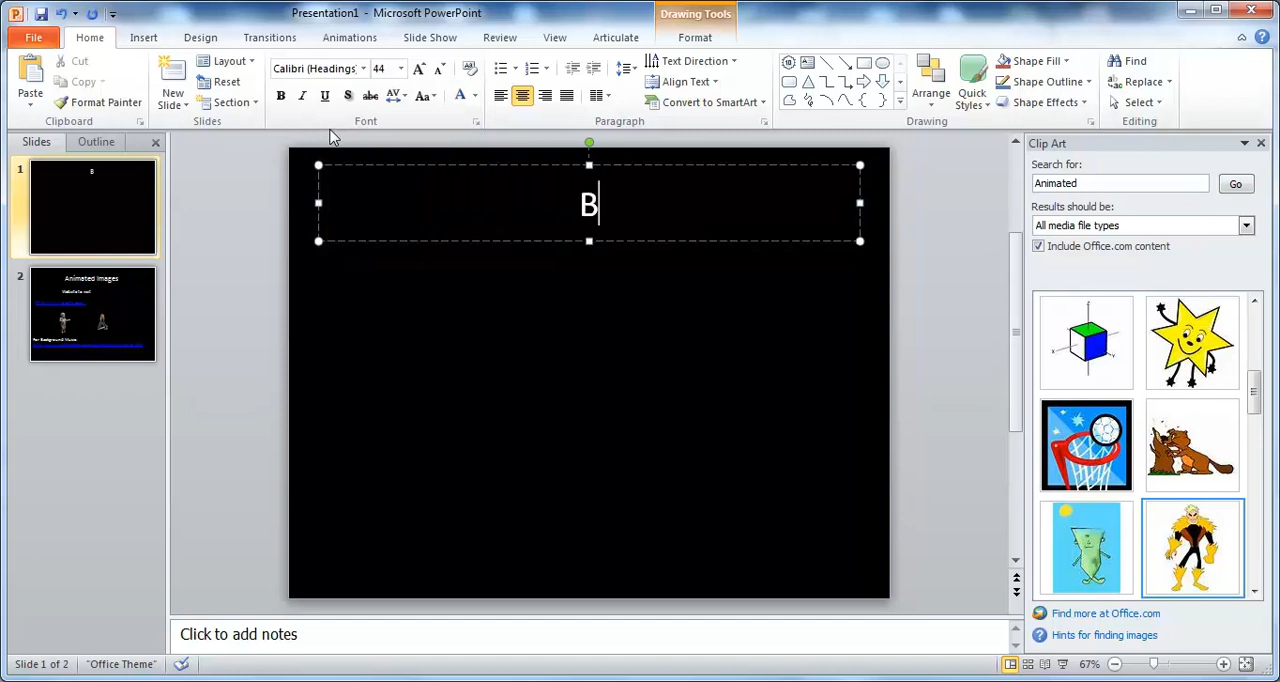 Presentation1 - Microsoft PowerPoint
Drawing Tools
File Home Insert Design Transitions Animations Slide Show Review View Articulate Format
Paste
Cut
Copy
Format Painter
Clipboard
New Slide
Layout
Reset
Section
Slides
Calibri (Headings) 44
B I U S abc AV Aa A
Font
Text Direction
Align Text
Convert to SmartArt
Paragraph
Arrange
Quick Styles
Shape Fill
Shape Outline
Shape Effects
Drawing
Find
Replace
Select
Editing
Slides Outline
1
B
2
Animated Images
For Background Music
B
Click to add notes
Clip Art
Search for:
Animated
Go
Results should be:
All media file types
Include Office.com content
Find more at Office.com
Hints for finding images
Slide 1 of 2 "Office Theme" 67%